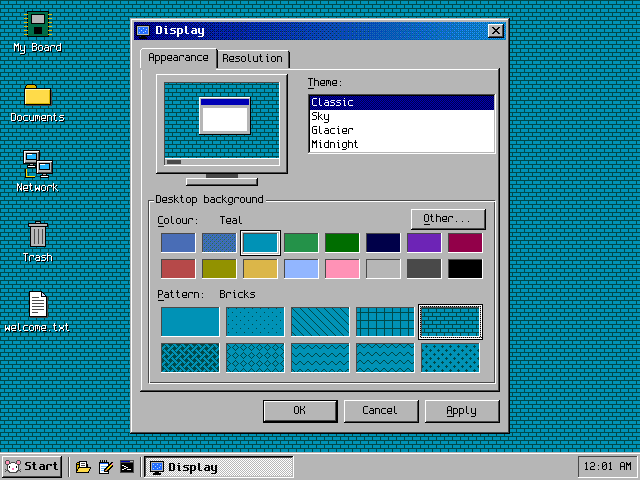 My Board
Documents
Network
Trash
welcome.txt
Display
Appearance
Resolution
Theme:
Classic
Sky
Glacier
Midnight
Desktop background
Colour: Teal
Other...
Pattern: Bricks
OK
Cancel
Apply
Start
Display
12:01 AM